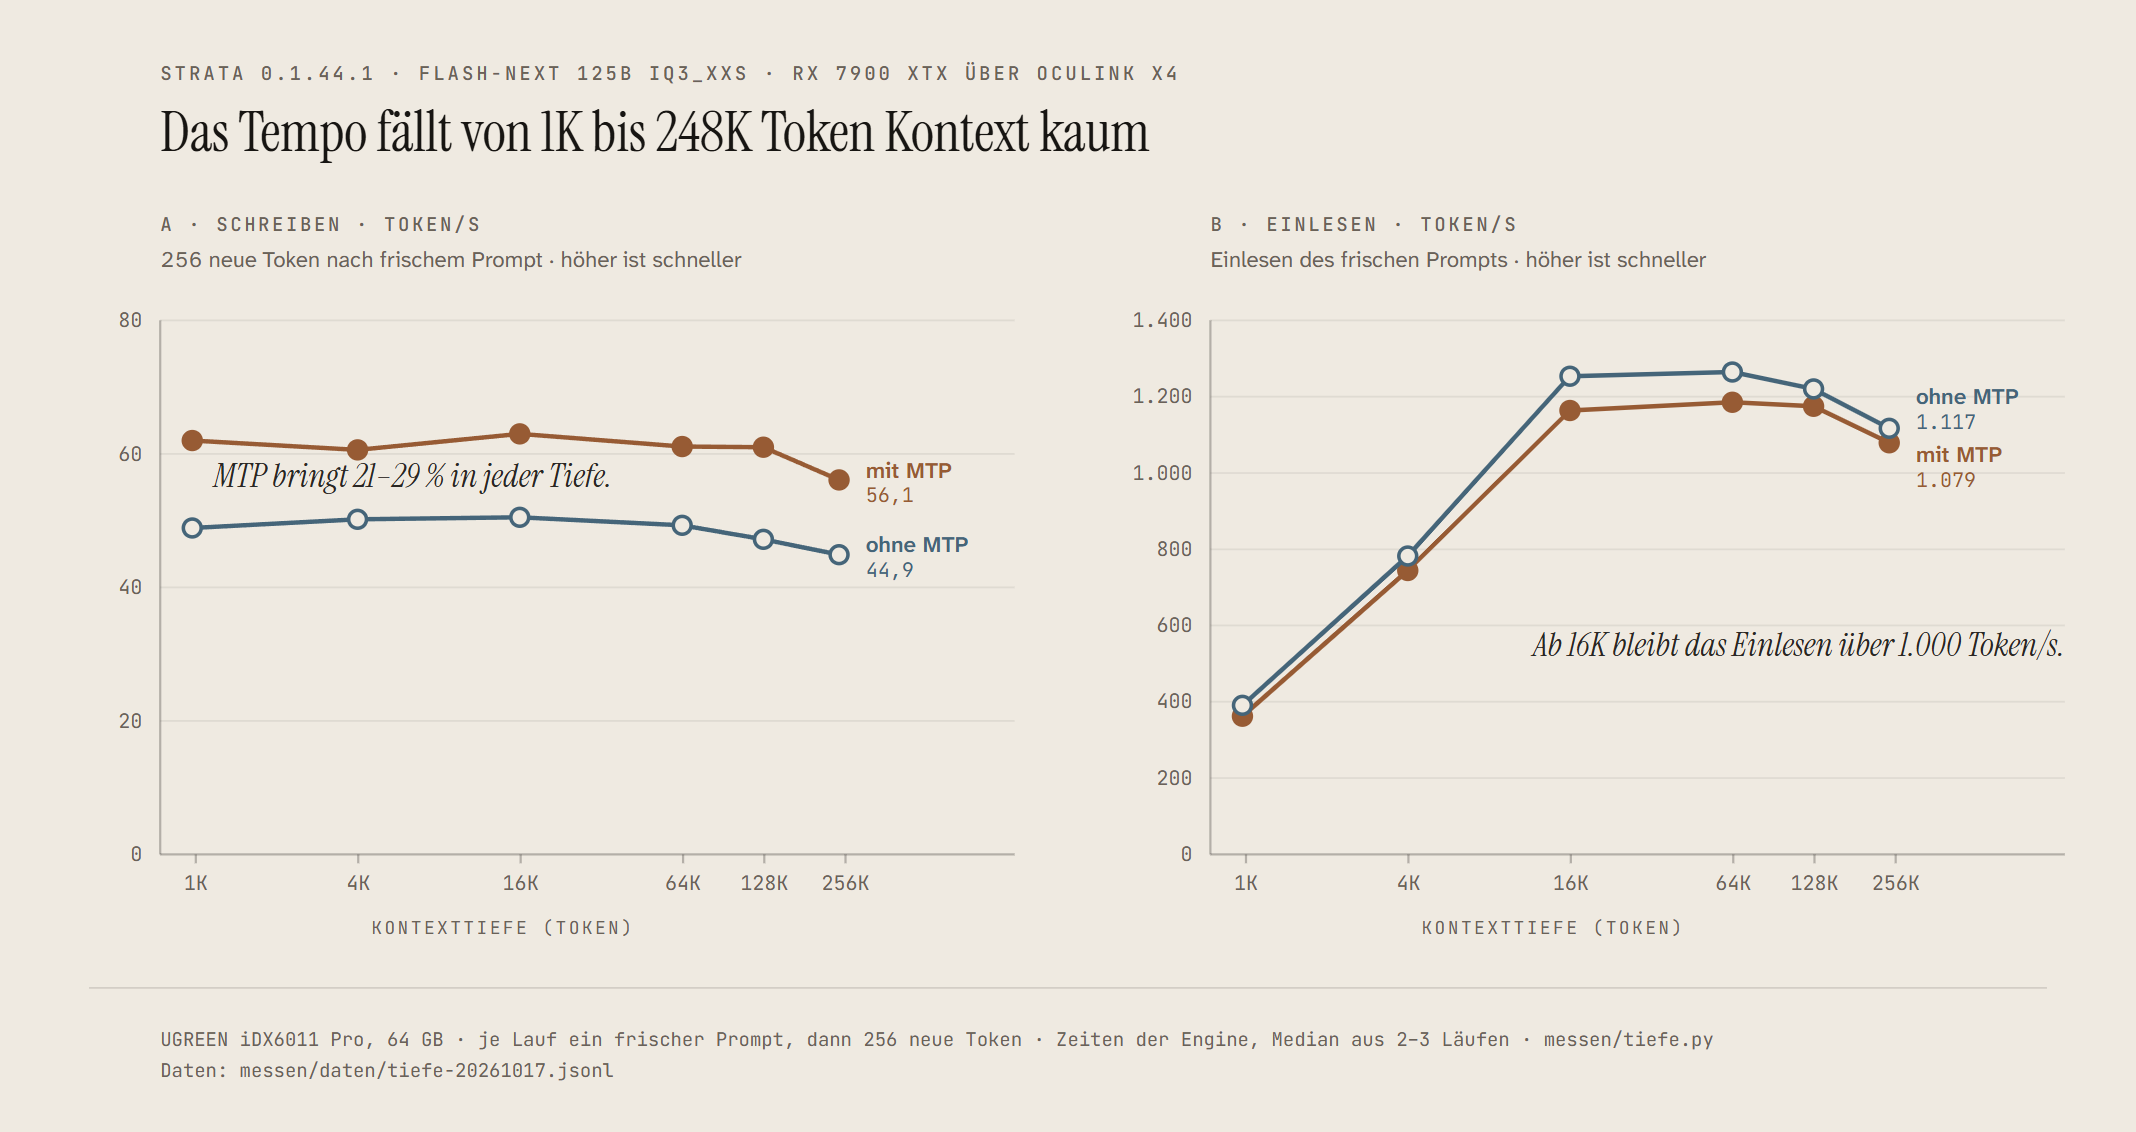 STRATA 0.1.44.1 · FLASH-NEXT 125B IQ3_XXS · RX 7900 XTX ÜBER OCULINK X4
Das Tempo fällt von 1K bis 248K Token Kontext kaum
A · SCHREIBEN · TOKEN/S
256 neue Token nach frischem Prompt · höher ist schneller
80
60
40
20
0
MTP bringt 21–29 % in jeder Tiefe.
mit MTP
56,1
ohne MTP
44,9
1K 4K 16K 64K 128K 256K
KONTEXTTIEFE (TOKEN)
B · EINLESEN · TOKEN/S
Einlesen des frischen Prompts · höher ist schneller
1.400
1.200
1.000
800
600
400
200
0
ohne MTP
1.117
mit MTP
1.079
Ab 16K bleibt das Einlesen über 1.000 Token/s.
1K 4K 16K 64K 128K 256K
KONTEXTTIEFE (TOKEN)
UGREEN iDX6011 Pro, 64 GB · je Lauf ein frischer Prompt, dann 256 neue Token · Zeiten der Engine, Median aus 2–3 Läufen · messen/tiefe.py
Daten: messen/daten/tiefe-20261017.jsonl